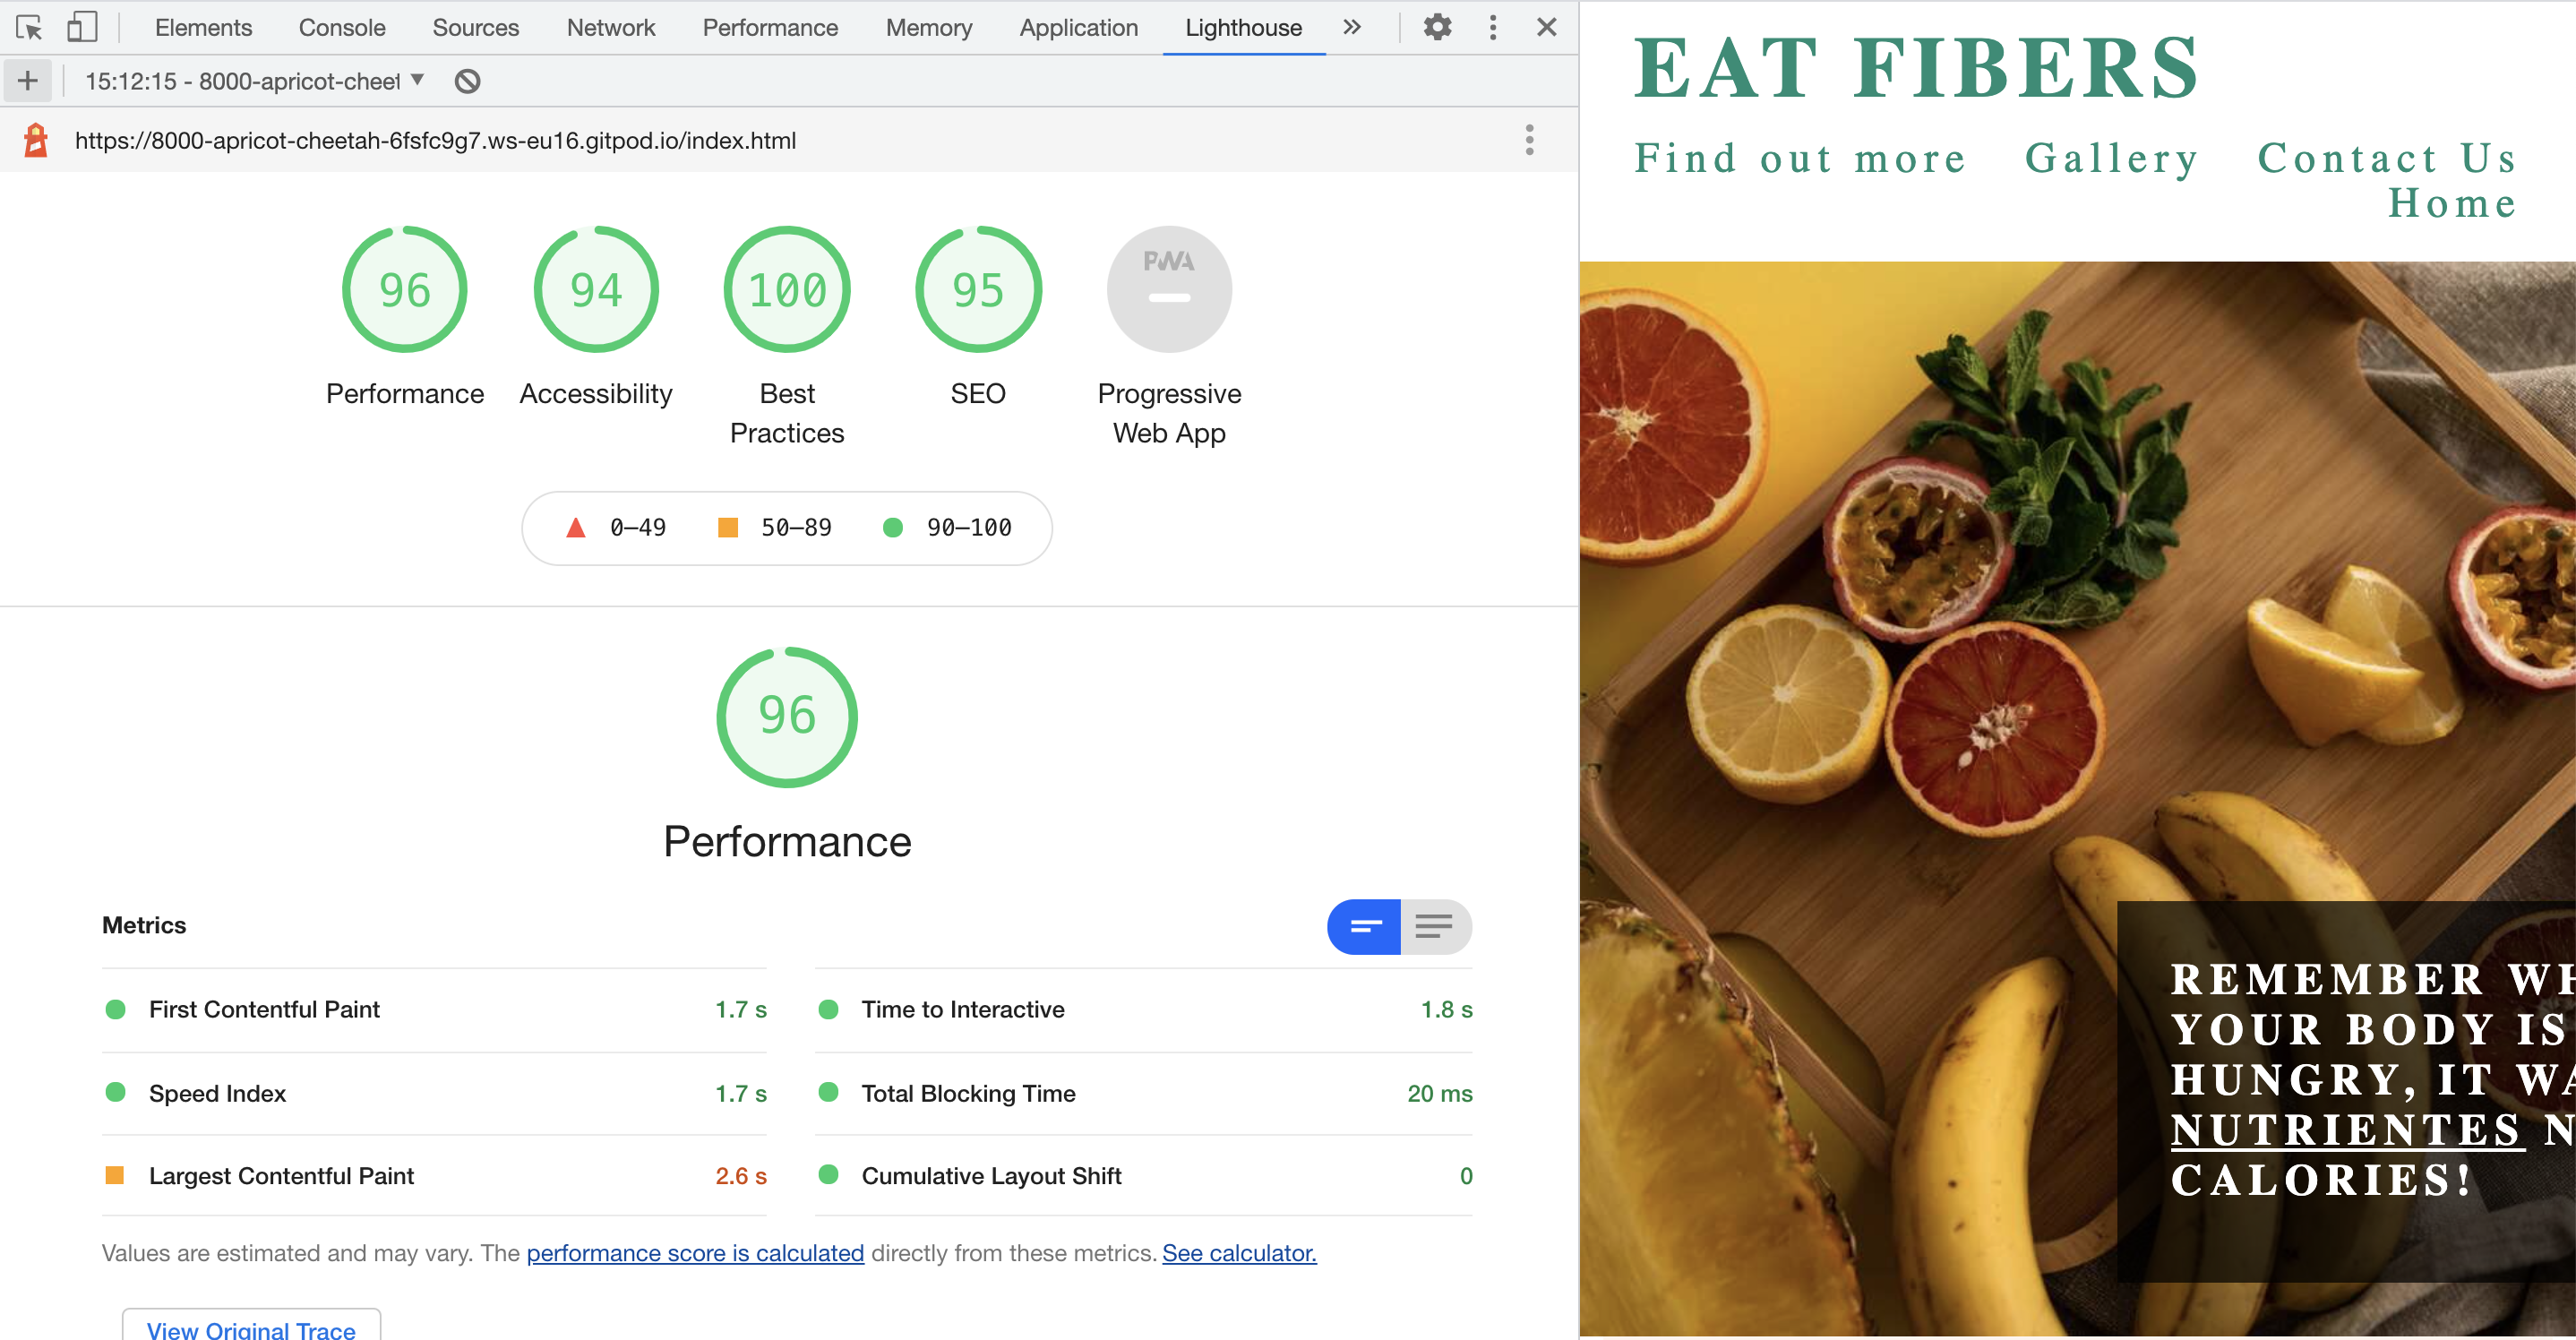 Elements Console Sources Network Performance Memory Application Lighthouse
15:12:15 - 8000-apricot-cheet
https://8000-apricot-cheetah-6fsfc9g7.ws-eu16.gitpod.io/index.html
96 94 100 95 PWA
Performance Accessibility Best Practices SEO Progressive Web App
0–49 50–89 90–100
96
Performance
Metrics
First Contentful Paint 1.7 s
Time to Interactive 1.8 s
Speed Index 1.7 s
Total Blocking Time 20 ms
Largest Contentful Paint 2.6 s
Cumulative Layout Shift 0
Values are estimated and may vary. The performance score is calculated directly from these metrics. See calculator.
View Original Trace
EAT FIBERS
Find out more Gallery Contact Us
Home
REMEMBER WH
YOUR BODY IS
HUNGRY, IT WA
NUTRIENTES N
CALORIES!